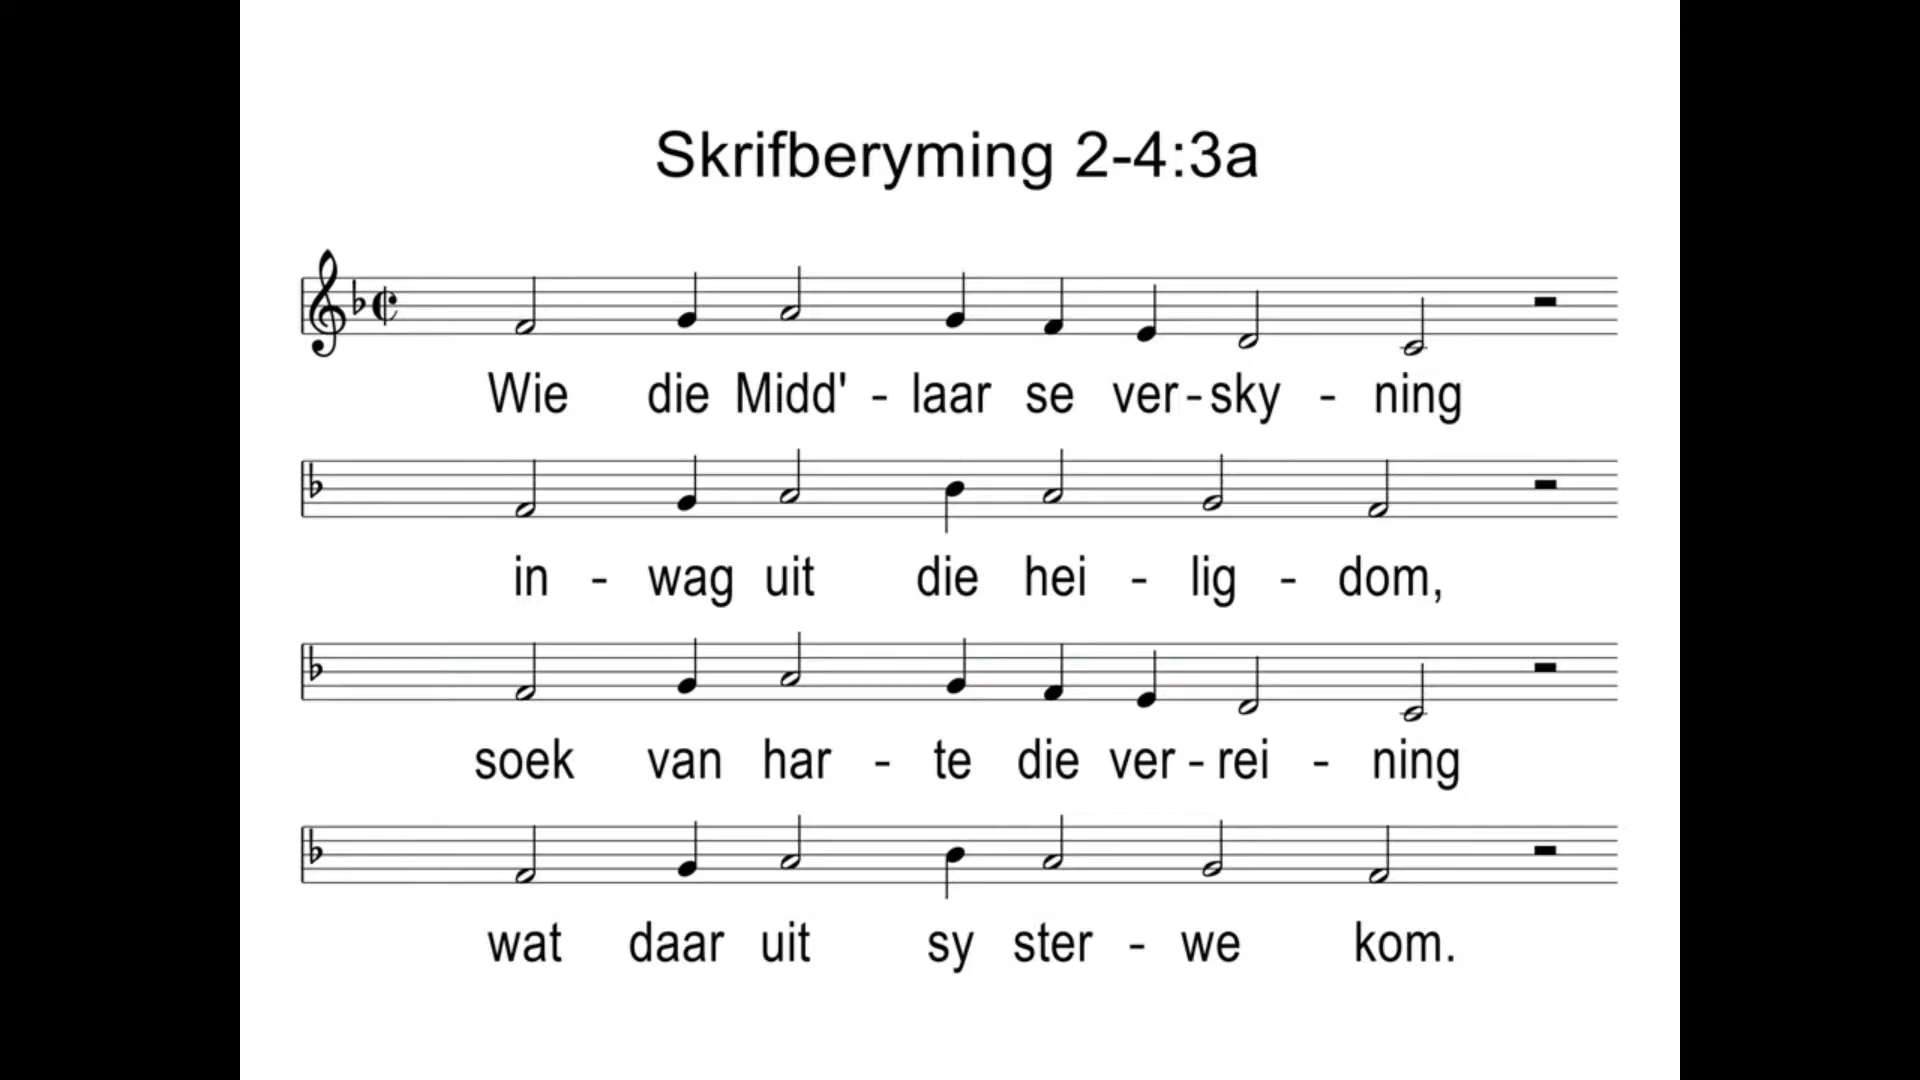 Skrifberyming 2-4:3a
Wie die Midd' - laar se ver - sky - ning
in - wag uit die hei - lig - dom,
soek van har - te die ver - rei - ning
wat daar uit sy ster - we kom.